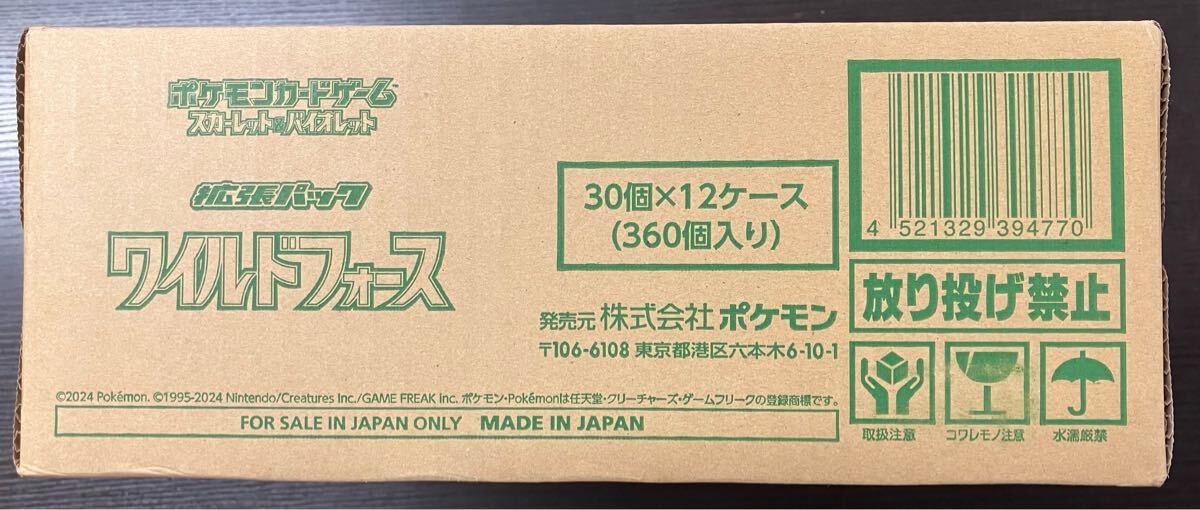 ポケモンカードゲーム™
スカーレット&バイオレット
拡張パック
ワイルドフォース
30個×12ケース
(360個入り)
発売元 株式会社 ポケモン
〒106-6108 東京都港区六本木6-10-1
©2024 Pokémon. ©1995-2024 Nintendo/Creatures Inc./GAME FREAK inc. ポケモン・Pokémonは任天堂・クリーチャーズ・ゲームフリークの登録商標です。
FOR SALE IN JAPAN ONLY MADE IN JAPAN
4 521329 394770
放り投げ禁止
取扱注意 コワレモノ注意 水濡厳禁